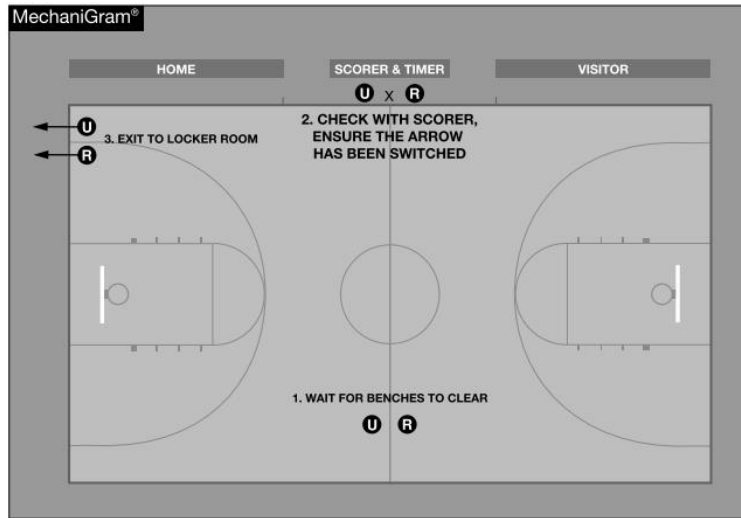 MechaniGram®
HOME
SCORER & TIMER
VISITOR
U X R
2. CHECK WITH SCORER,
ENSURE THE ARROW
HAS BEEN SWITCHED
U
3. EXIT TO LOCKER ROOM
R
1. WAIT FOR BENCHES TO CLEAR
U R